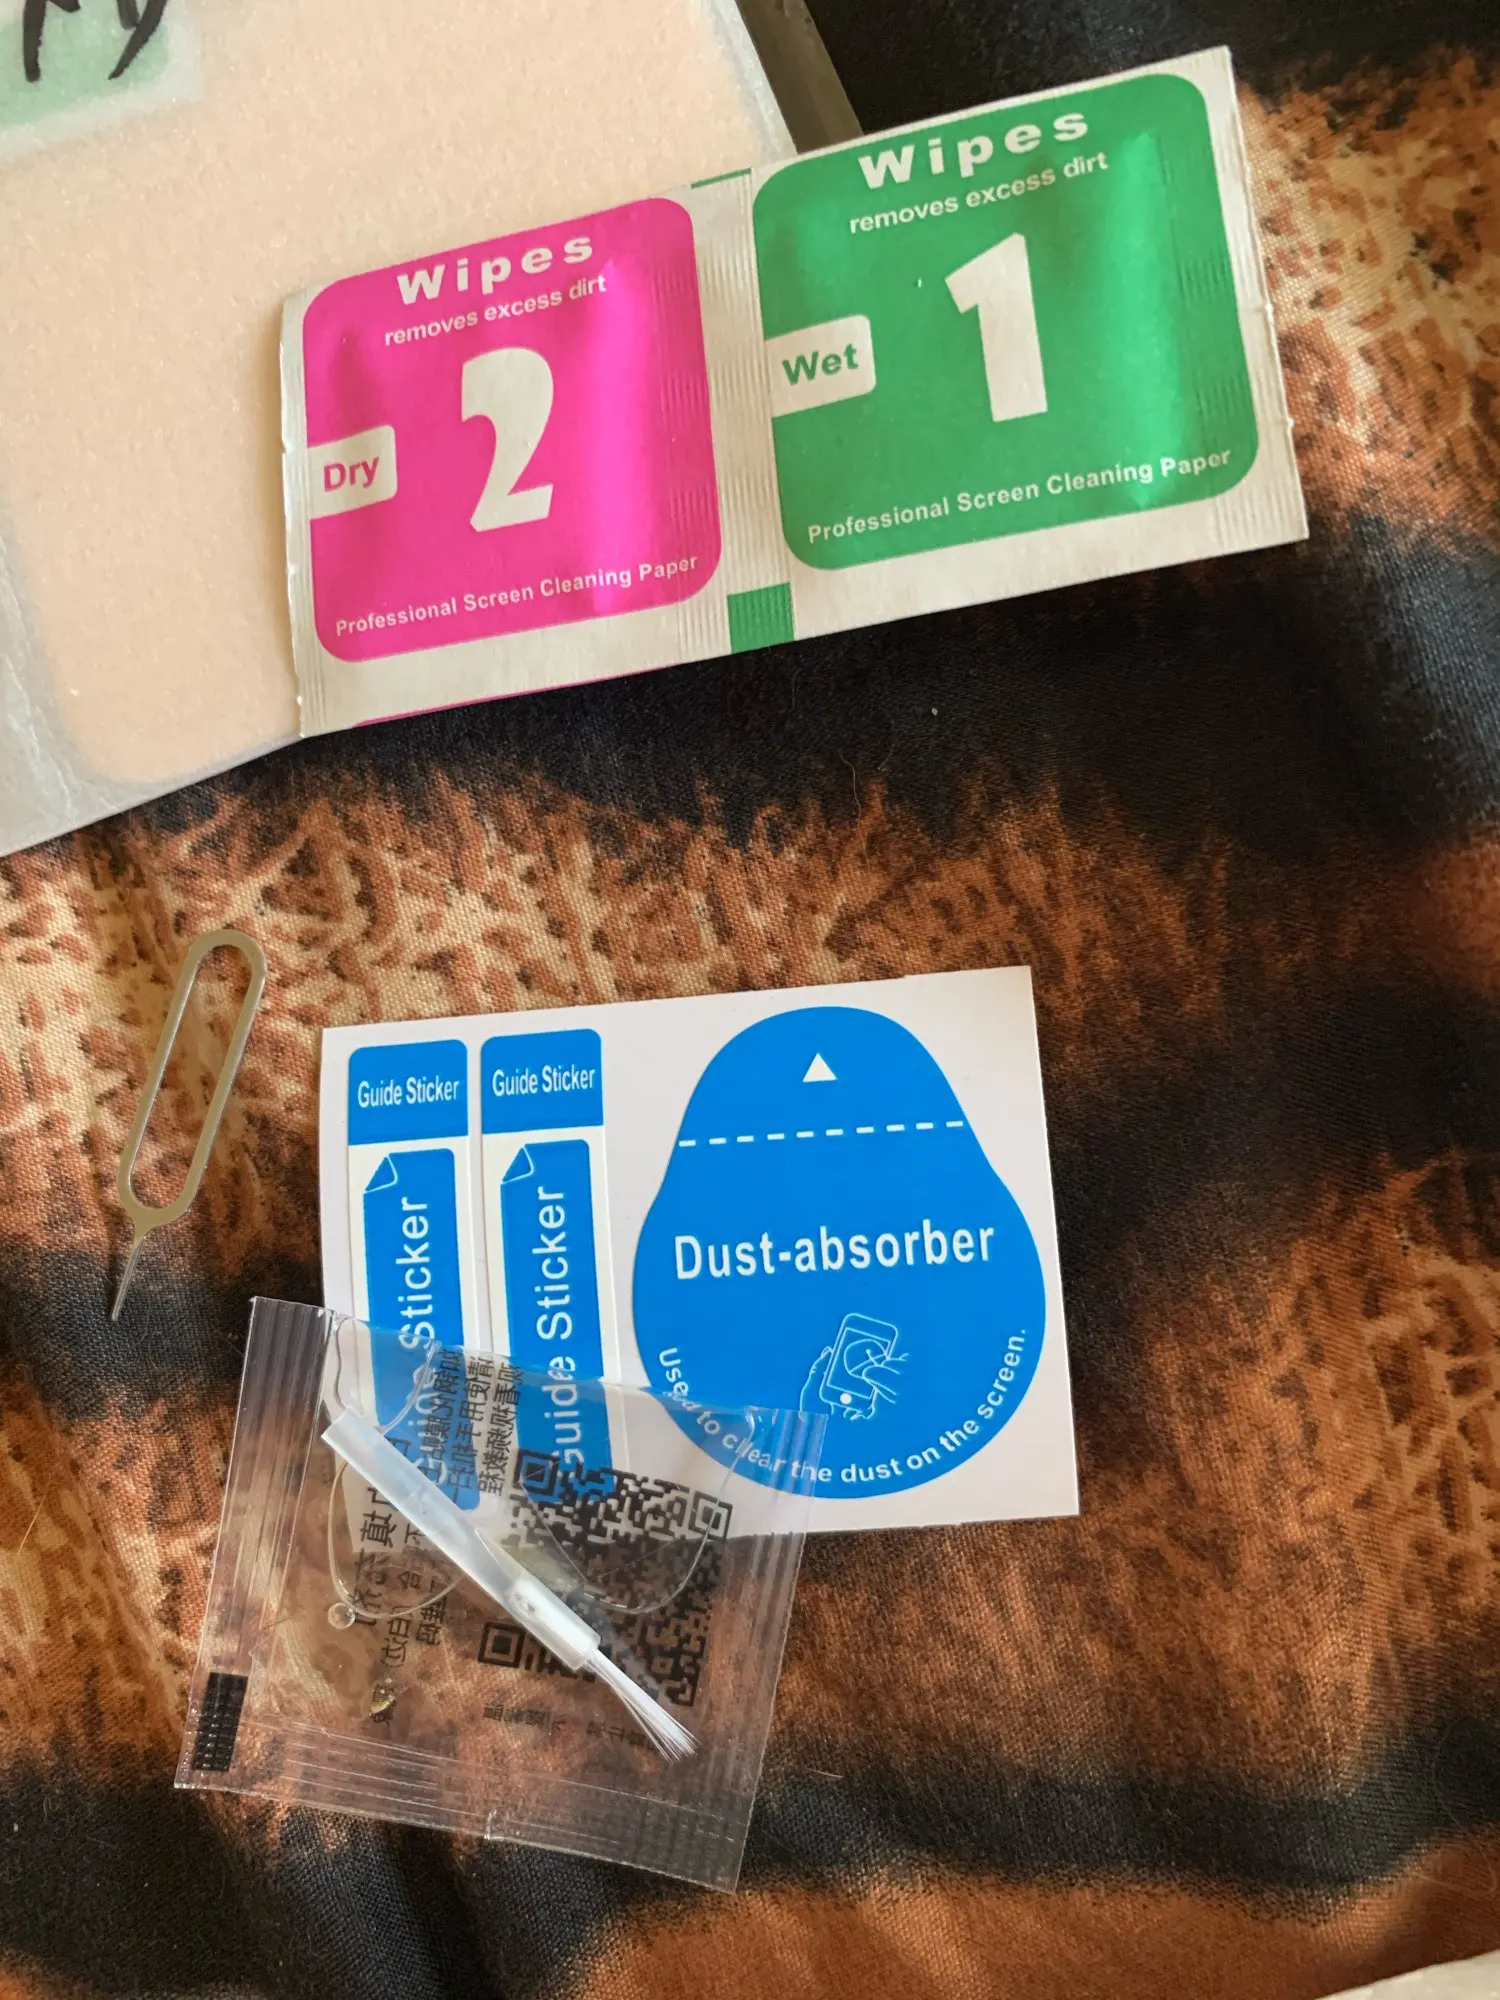 Wipes
removes excess dirt
2
Dry
Professional Screen Cleaning Paper
Wipes
removes excess dirt
1
Wet
Professional Screen Cleaning Paper
Guide Sticker
Guide Sticker
Sticker
Guide Sticker
Dust-absorber
Used to clear the dust on the screen.